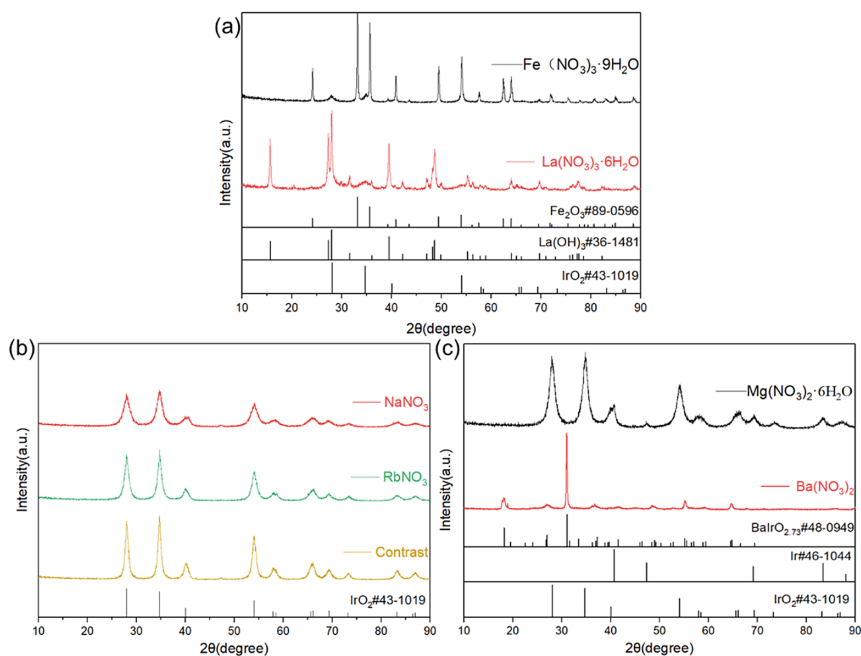 (a)
Fe（NO₃)₃·9H₂O
La(NO₃)₃·6H₂O
Fe₂O₃#89-0596
La(OH)₃#36-1481
IrO₂#43-1019
Intensity(a.u.)
10 20 30 40 50 60 70 80 90
2θ(degree)
(b)
NaNO₃
RbNO₃
Contrast
IrO₂#43-1019
Intensity(a.u.)
10 20 30 40 50 60 70 80 90
2θ(degree)
(c)
Mg(NO₃)₂·6H₂O
Ba(NO₃)₂
BaIrO₂.₇₃#48-0949
Ir#46-1044
IrO₂#43-1019
Intensity(a.u.)
10 20 30 40 50 60 70 80 90
2θ(degree)